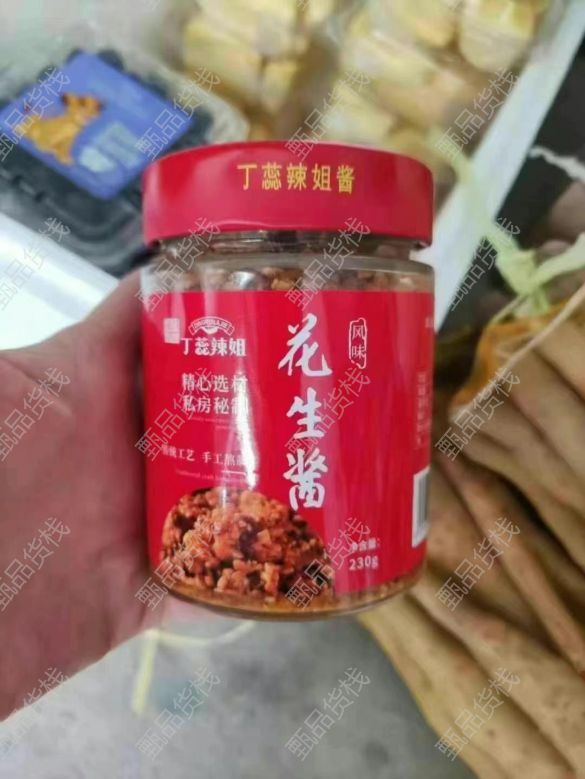 丁蕊辣姐酱
丁蕊辣姐
精心选材
私房秘制
传统工艺 手工熬制
风味
花生酱
净含量:
230g
甄品货栈